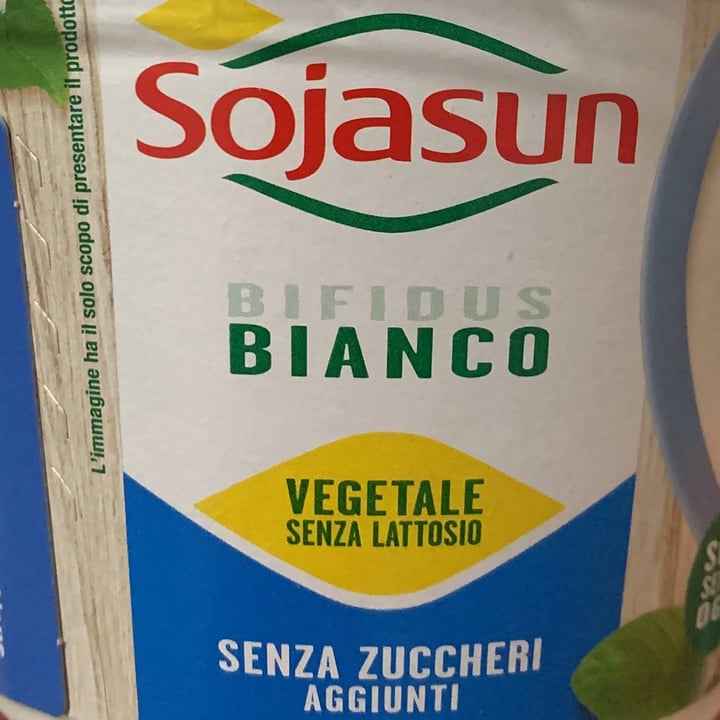 Sojasun
BIFIDUS
BIANCO
VEGETALE
SENZA LATTOSIO
SENZA ZUCCHERI
AGGIUNTI
L'immagine ha il solo scopo di presentare il prodotto